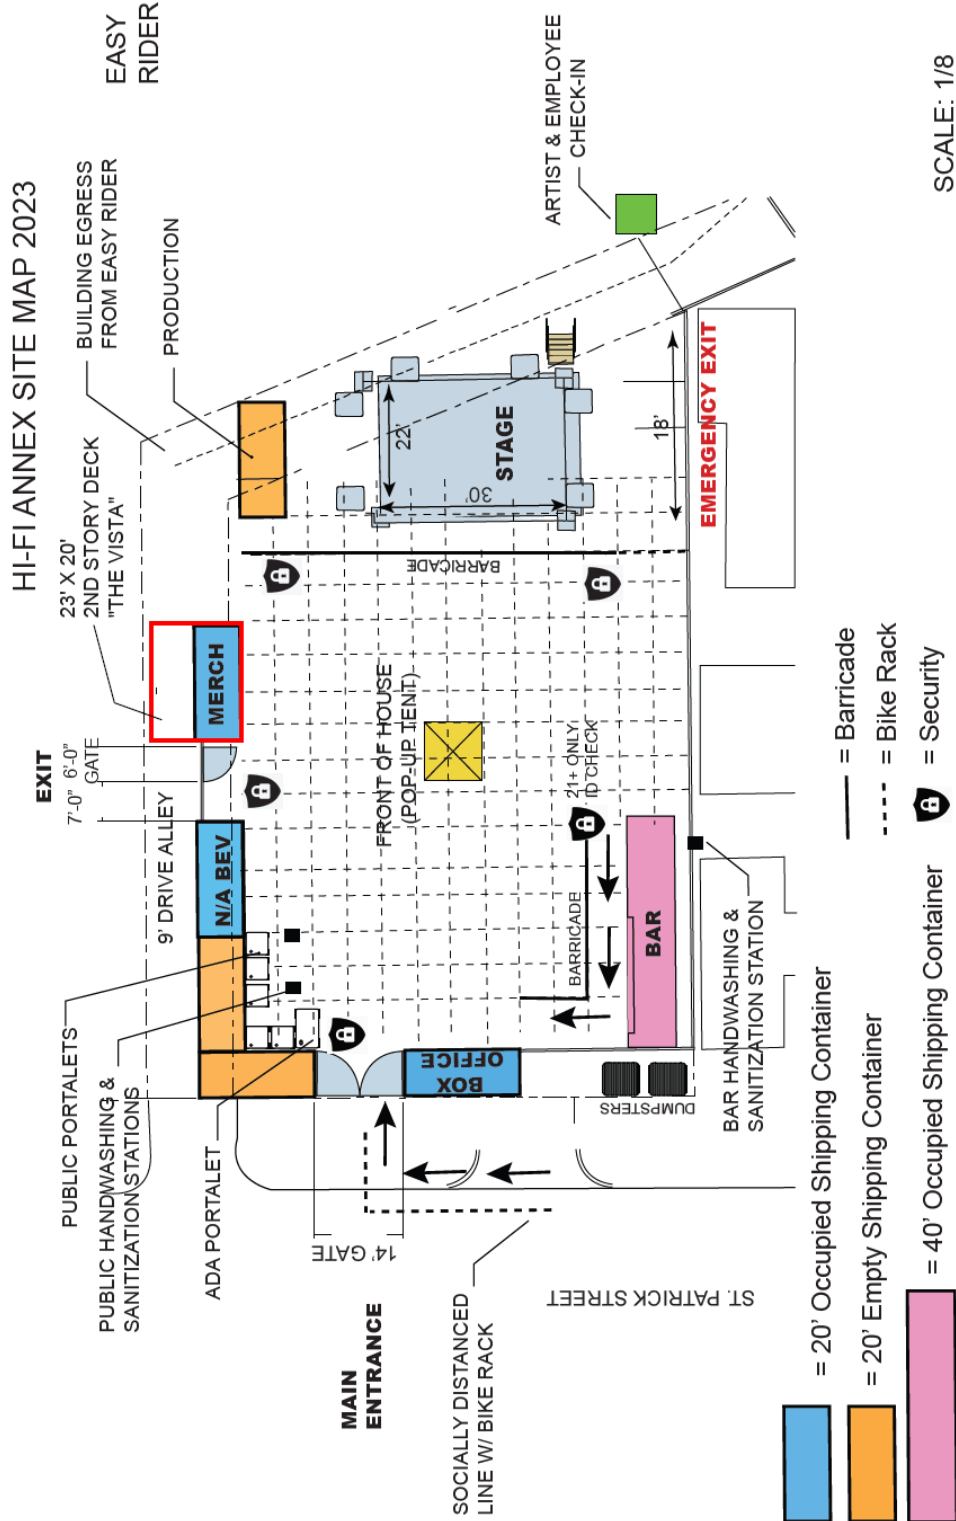 HI-FI ANNEX SITE MAP 2023
EASY
RIDER
BUILDING EGRESS
FROM EASY RIDER
PRODUCTION
23' X 20'
2ND STORY DECK
"THE VISTA"
EXIT
7'-0"
6'-0"
GATE
9' DRIVE ALLEY
MERCH
N/A BEV
PUBLIC PORTALETS
PUBLIC HANDWASHING &
SANITIZATION STATIONS
ADA PORTALET
14' GATE
MAIN
ENTRANCE
SOCIALLY DISTANCED
LINE W/ BIKE RACK
ST. PATRICK STREET
BOX
OFFICE
DUMPSTERS
FRONT OF HOUSE
(POP-UP TENT)
21+ ONLY
ID CHECK
BARRICADE
BAR
BARRICADE
22'
30'
STAGE
18'
EMERGENCY EXIT
ARTIST & EMPLOYEE
CHECK-IN
BAR HANDWASHING &
SANITIZATION STATION
= 20' Occupied Shipping Container
= 20' Empty Shipping Container
= 40' Occupied Shipping Container
= Barricade
= Bike Rack
= Security
SCALE: 1/8